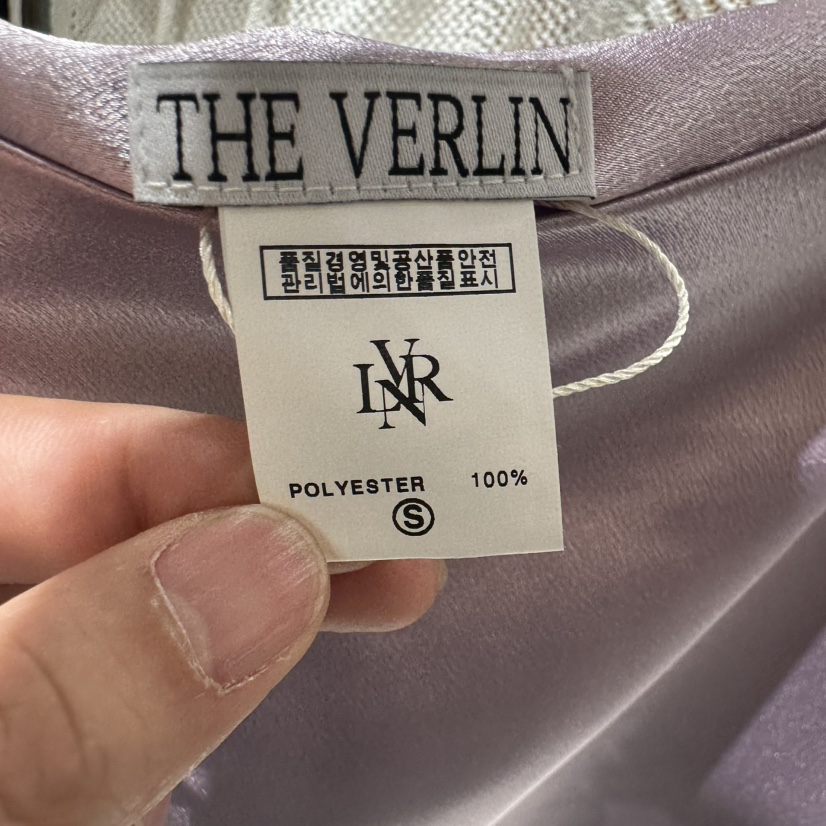 THE VERLIN
품질경영및공산품안전
관리법에의한품질표시
LVNR
POLYESTER 100%
S